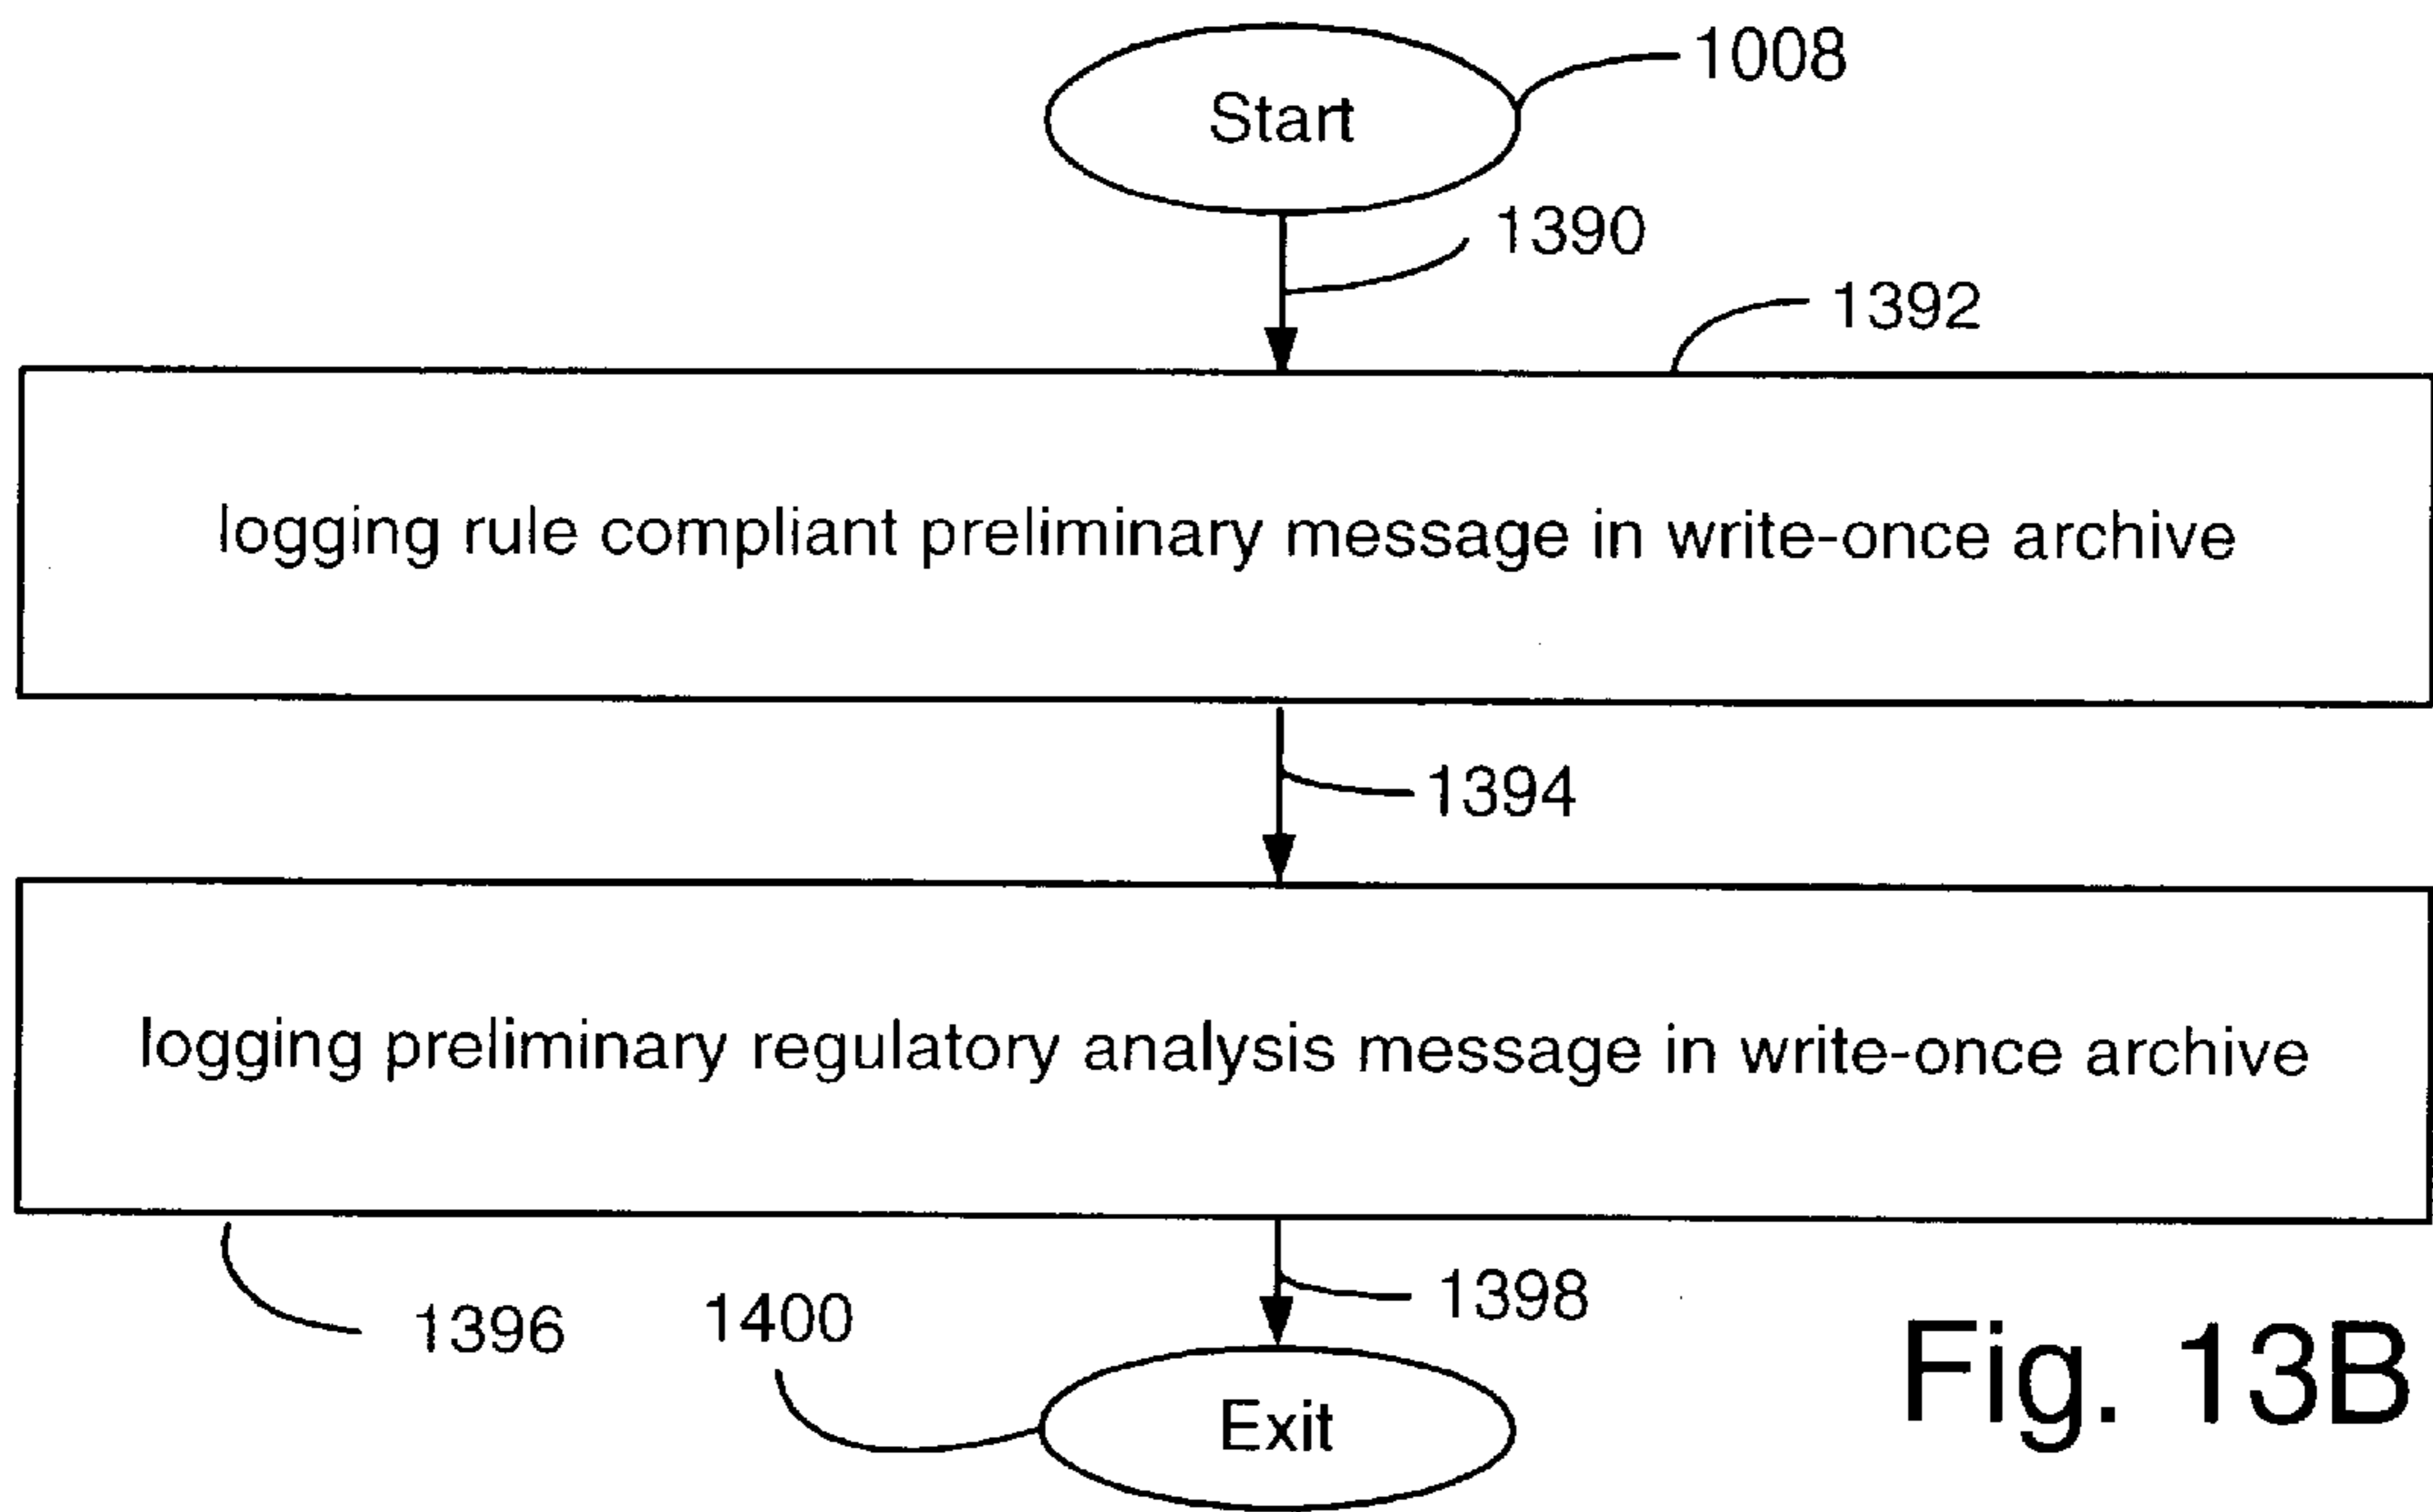 1008
Start
1390
1392
logging rule compliant preliminary message in write-once archive
1394
logging preliminary regulatory analysis message in write-once archive
1396
1400
1398
Exit
Fig. 13B